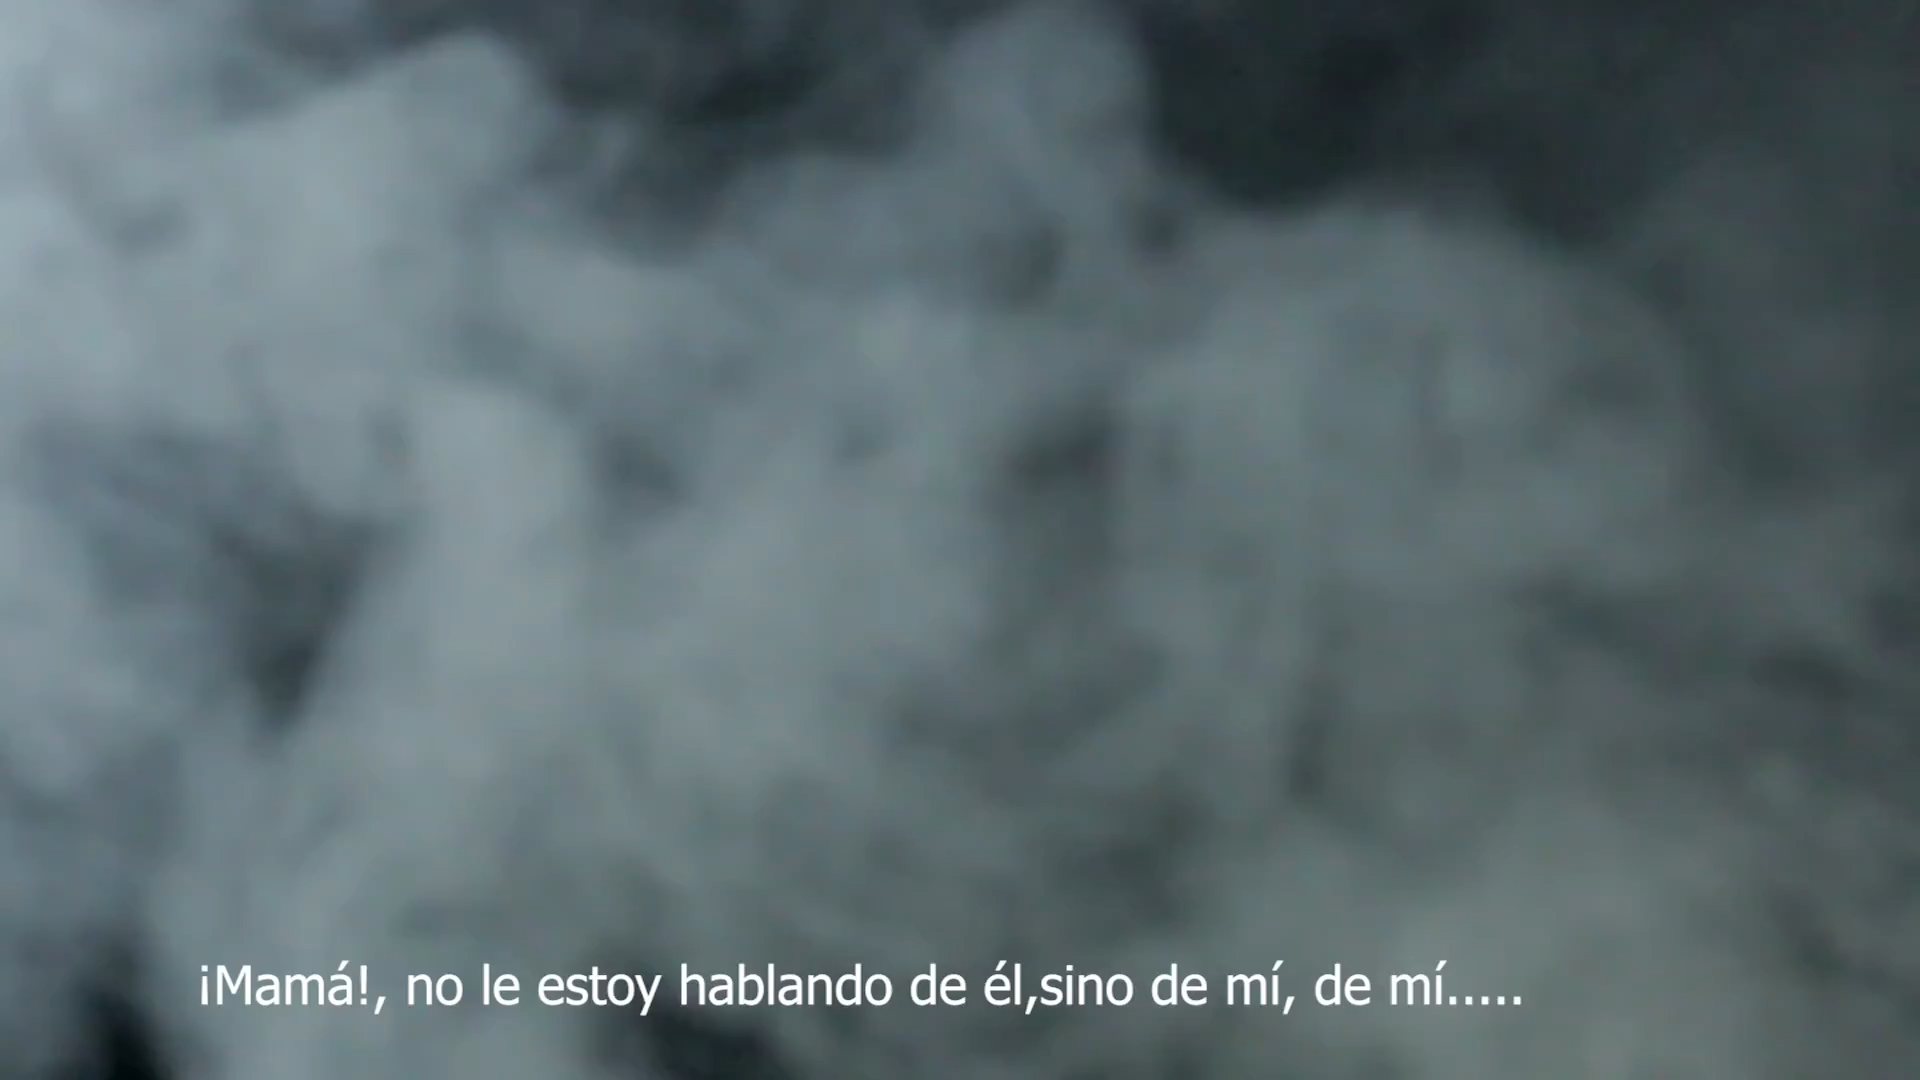 ¡Mamá!, no le estoy hablando de él,sino de mí, de mí.....